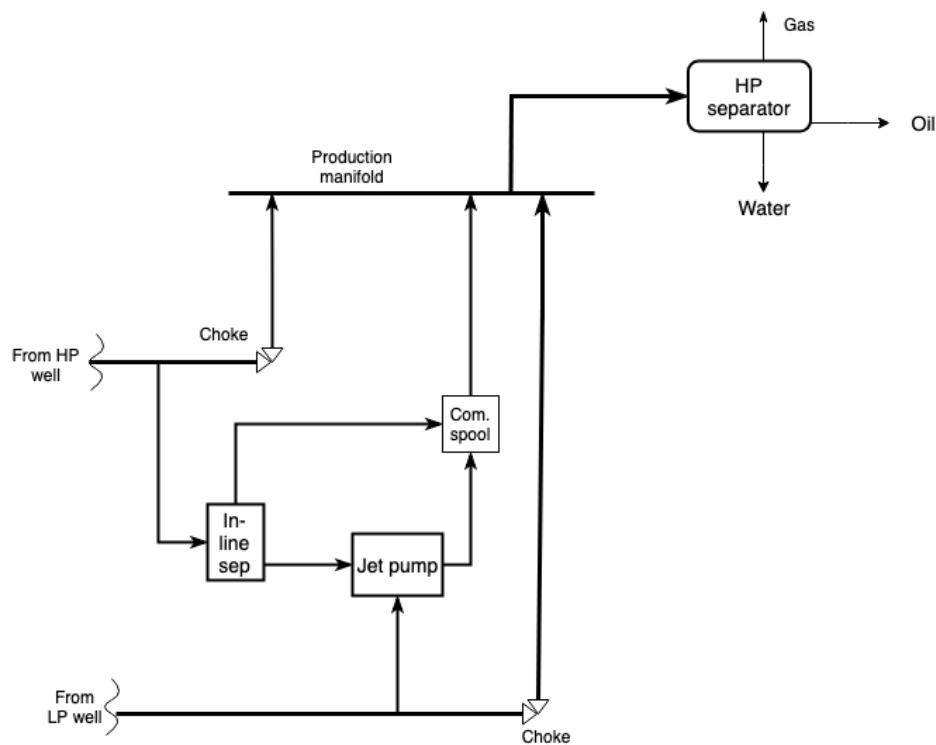 Gas
HP
separator
Oil
Water
Production
manifold
Choke
From HP
well
Com.
spool
In-
line
sep
Jet pump
From
LP well
Choke